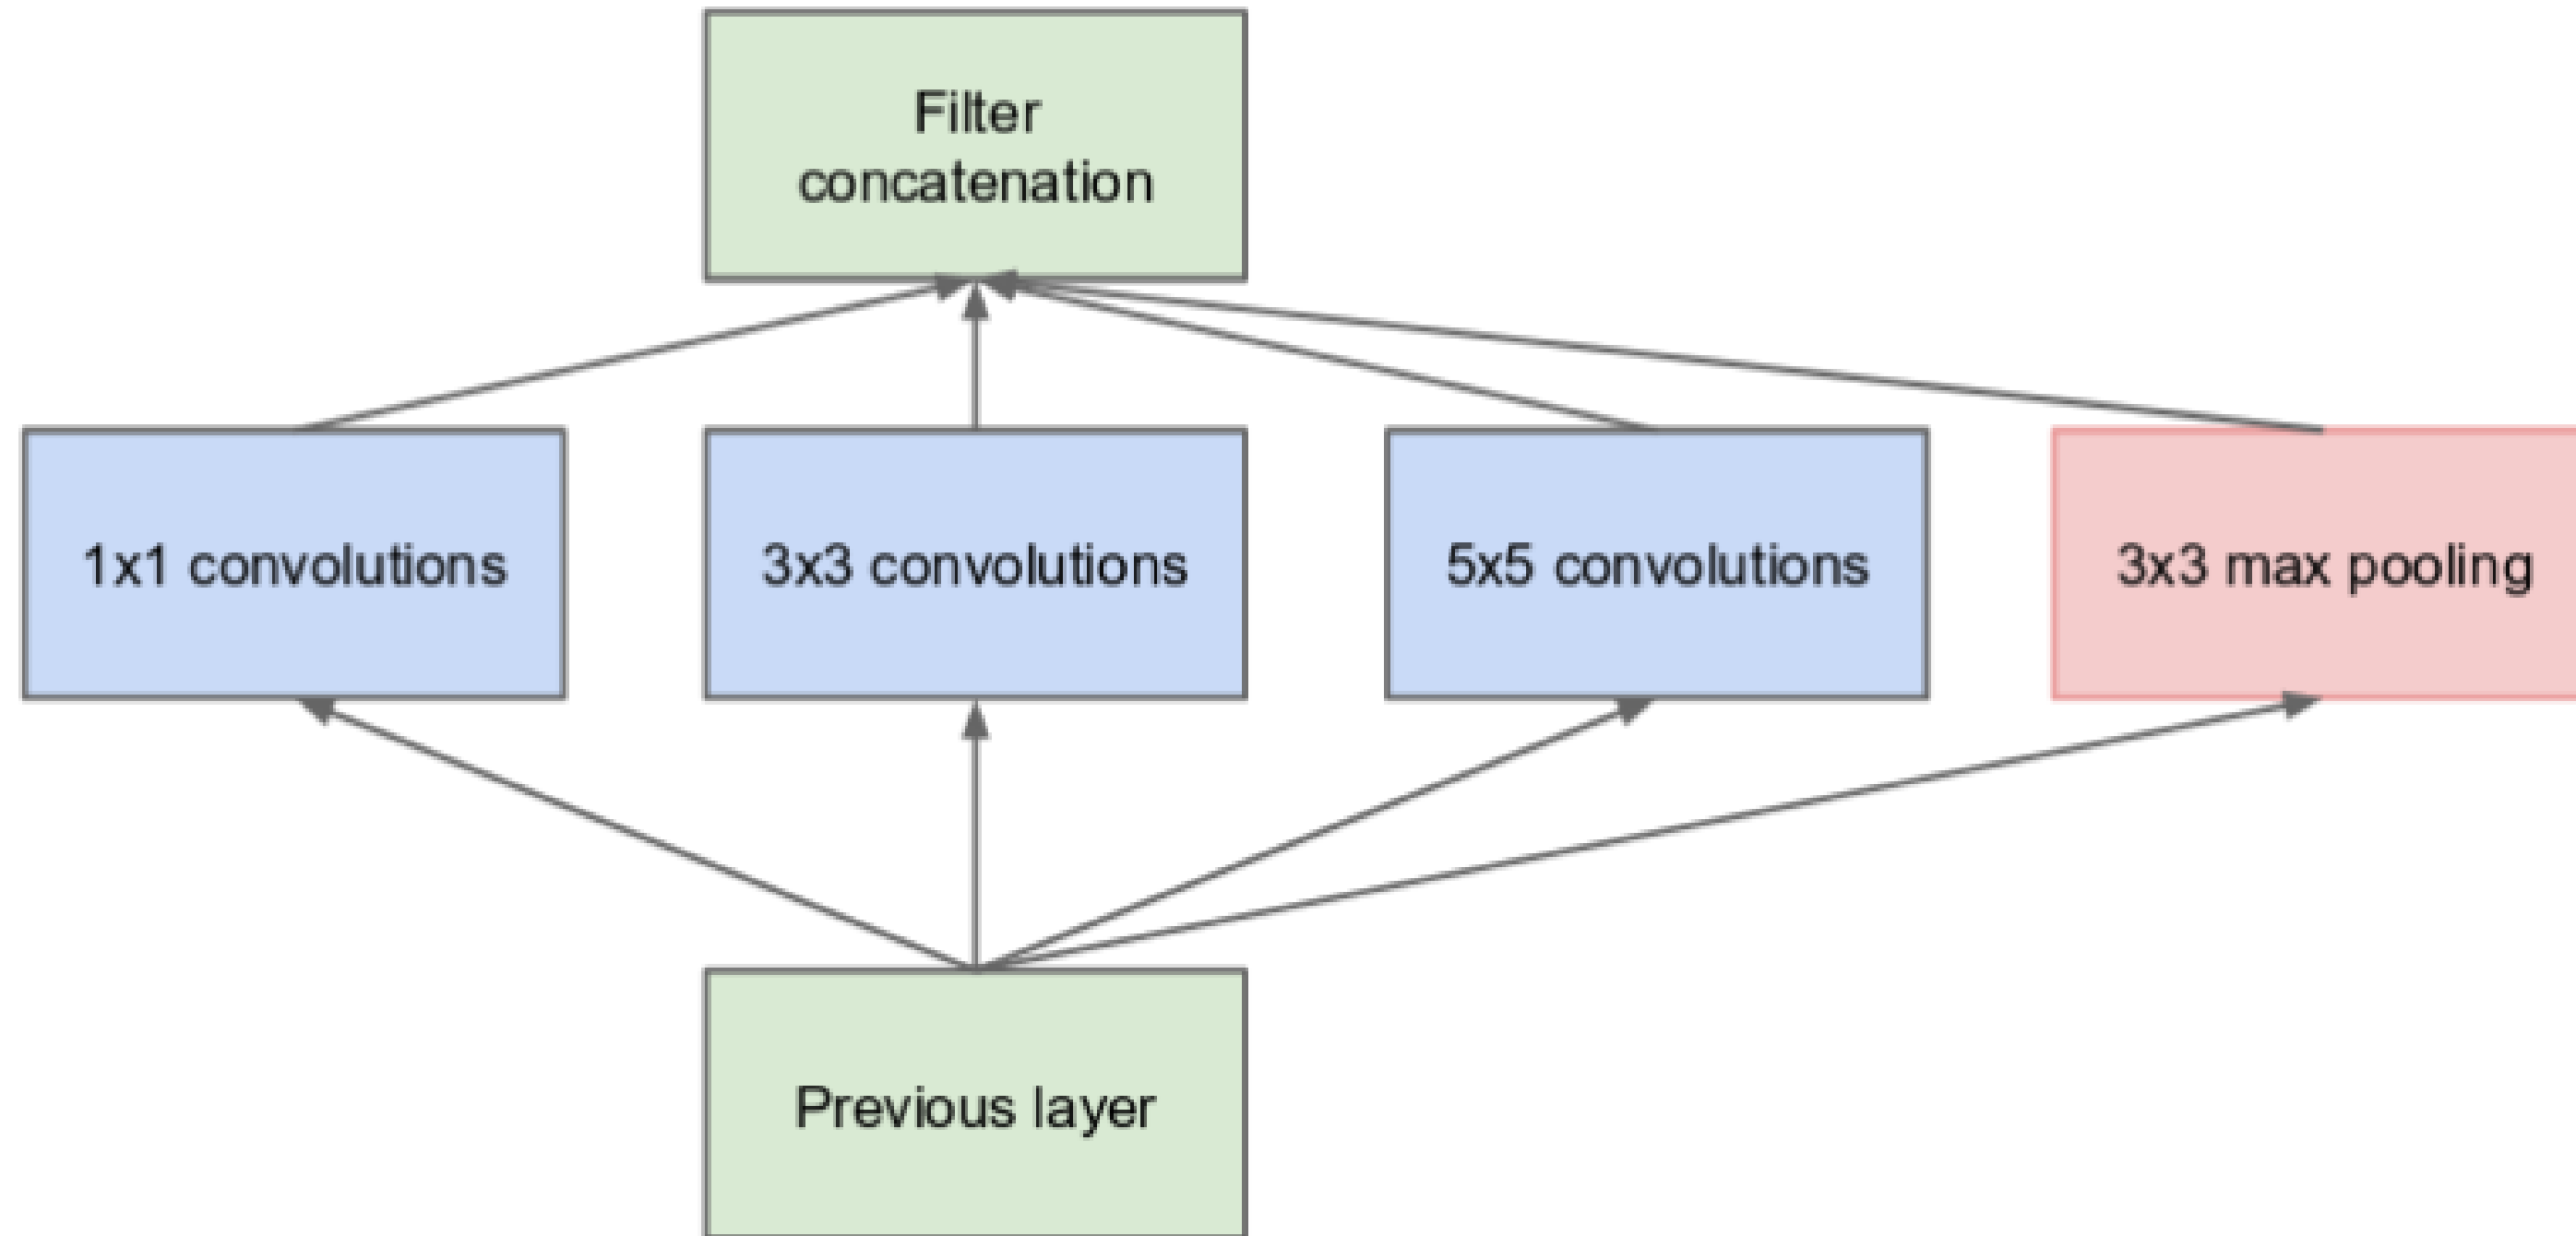 Filter
concatenation
1x1 convolutions
3x3 convolutions
5x5 convolutions
3x3 max pooling
Previous layer